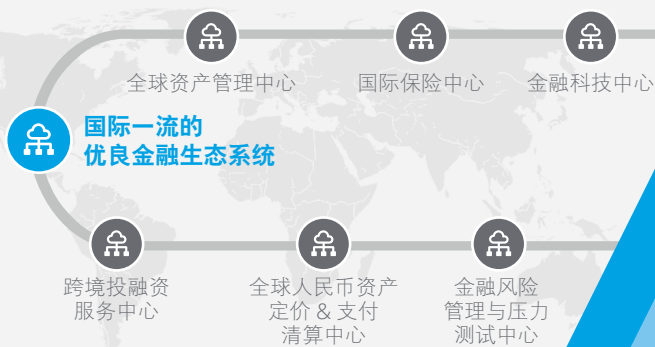 全球资产管理中心
国际保险中心
金融科技中心
国际一流的
优良金融生态系统
跨境投融资
服务中心
全球人民币资产
定价 & 支付
清算中心
金融风险
管理与压力
测试中心